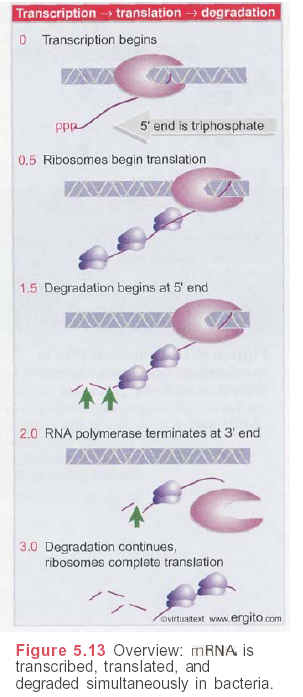 Transcription → translation → degradation
0 Transcription begins
ppp
5' end is triphosphate
0.5 Ribosomes begin translation
1.5 Degradation begins at 5' end
2.0 RNA polymerase terminates at 3' end
3.0 Degradation continues,
ribosomes complete translation
©virtualtext www.ergito.com
Figure 5.13 Overview: mRNA is
transcribed, translated, and
degraded simultaneously in bacteria.